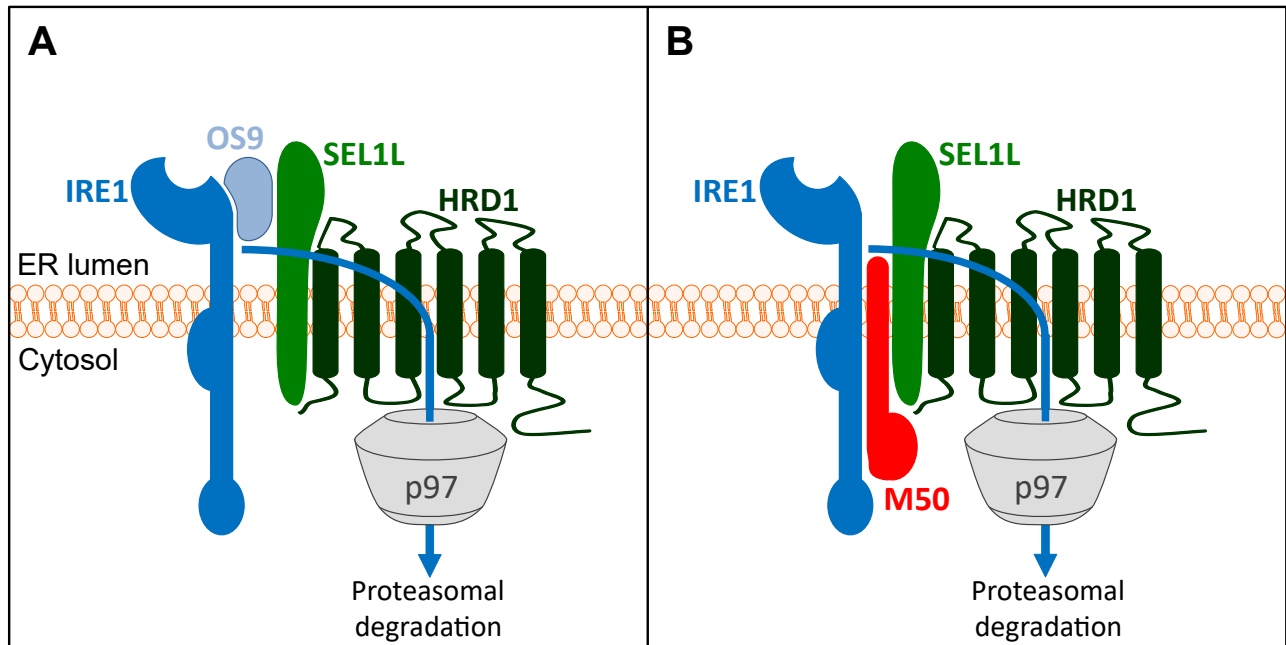 A
OS9
SEL1L
IRE1
HRD1
ER lumen
Cytosol
p97
Proteasomal
degradation
B
SEL1L
IRE1
HRD1
p97
M50
Proteasomal
degradation